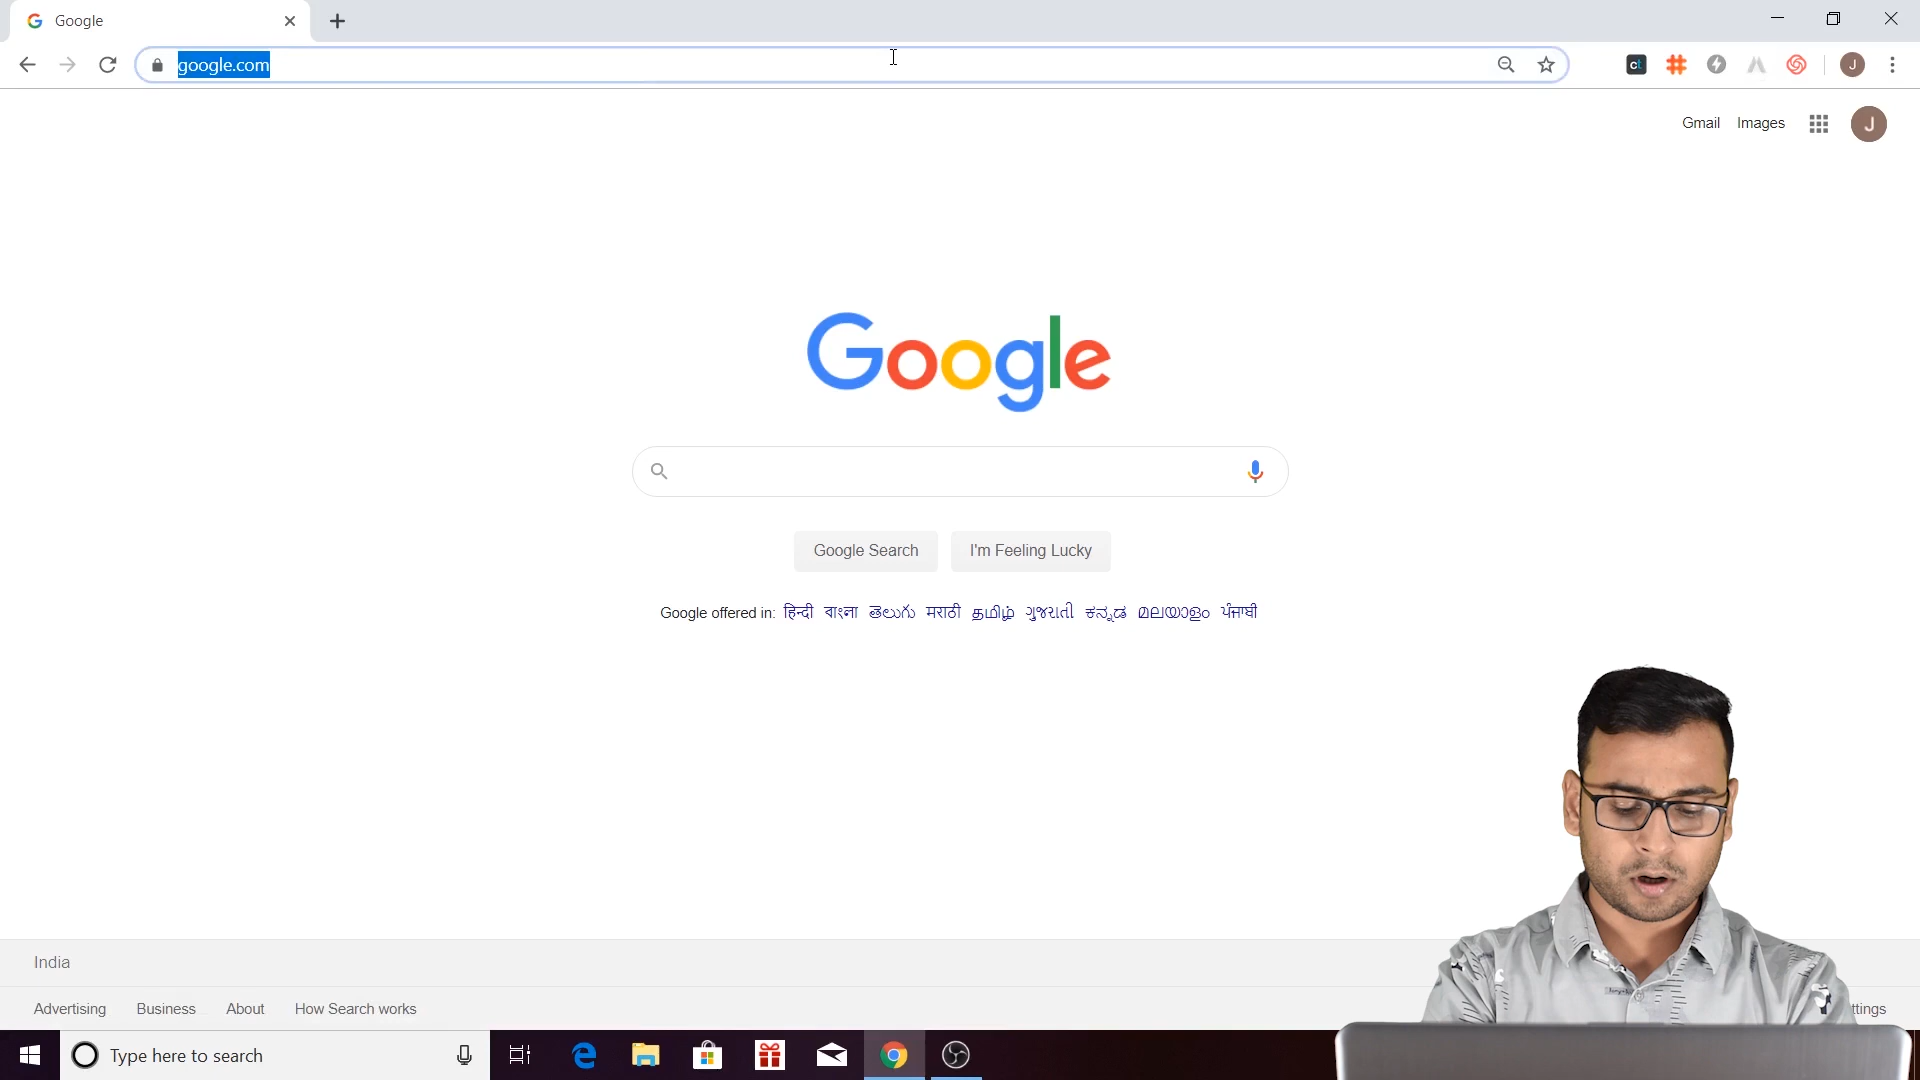 Google
google.com
ct
J
Gmail Images
J
Google
Google Search I'm Feeling Lucky
Google offered in: हिन्दी বাংলা తెలుగు मराठी தமிழ் ગુજરાતી ಕನ್ನಡ മലയാളം ਪੰਜਾਬੀ
India
Advertising Business About How Search works
ttings
Type here to search